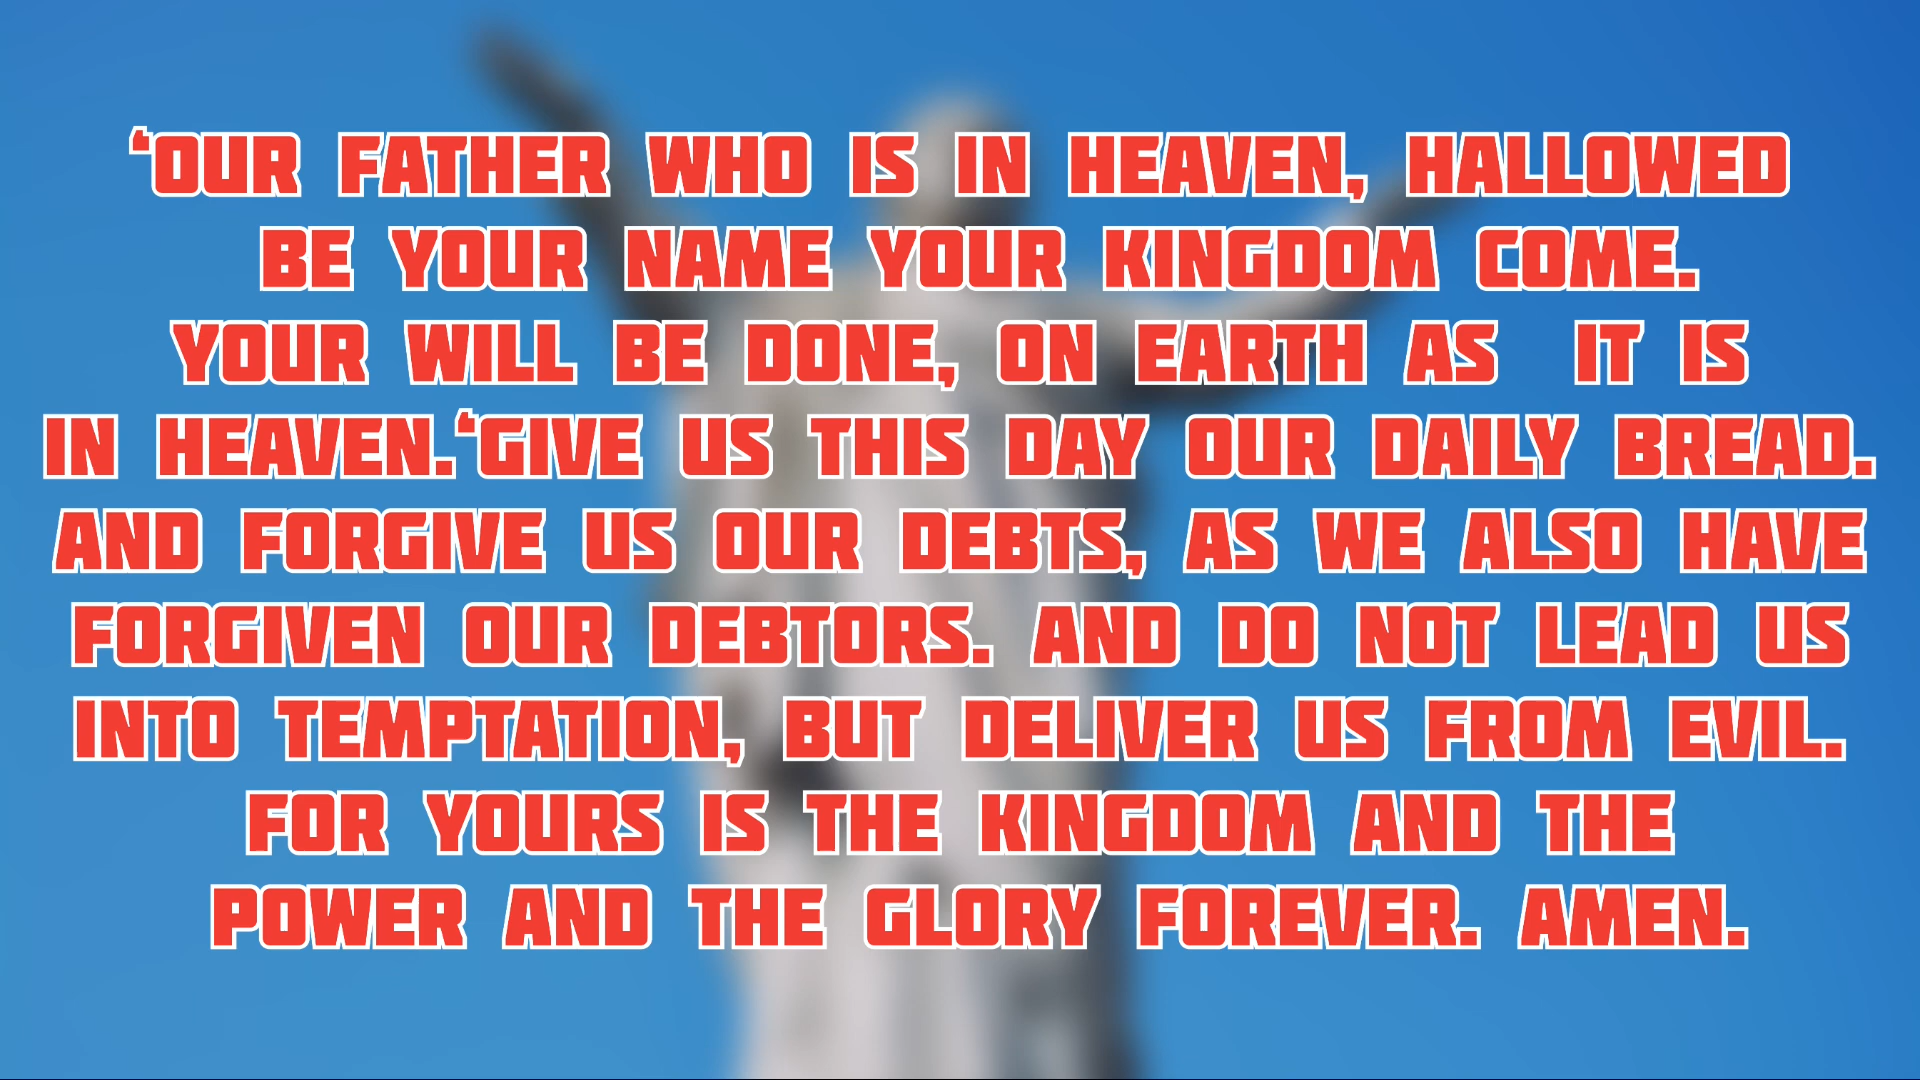 ‘OUR FATHER WHO IS IN HEAVEN, HALLOWED
BE YOUR NAME YOUR KINGDOM COME.
YOUR WILL BE DONE, ON EARTH AS IT IS
IN HEAVEN.‘GIVE US THIS DAY OUR DAILY BREAD.
AND FORGIVE US OUR DEBTS, AS WE ALSO HAVE
FORGIVEN OUR DEBTORS. AND DO NOT LEAD US
INTO TEMPTATION, BUT DELIVER US FROM EVIL.
FOR YOURS IS THE KINGDOM AND THE
POWER AND THE GLORY FOREVER. AMEN.